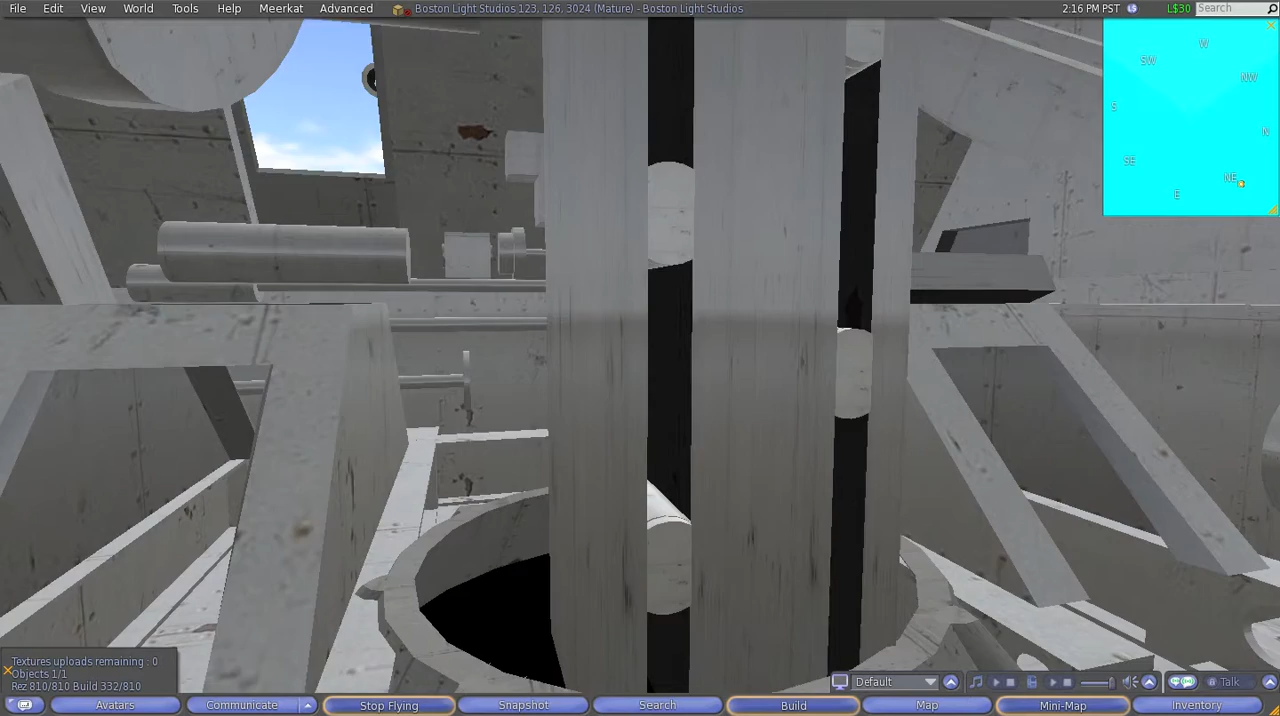 File Edit View World Tools Help Meerkat Advanced Boston Light Studios 123, 126, 3024 (Mature) - Boston Light Studios 2:16 PM PST L$30 Search
W
SW NW
S N
SE NE
E
Textures uploads remaining : 0
Objects 1/1
Rez 810/810 Build 332/810
Default Talk
Avatars Communicate Stop Flying Snapshot Search Build Map Mini-Map Inventory